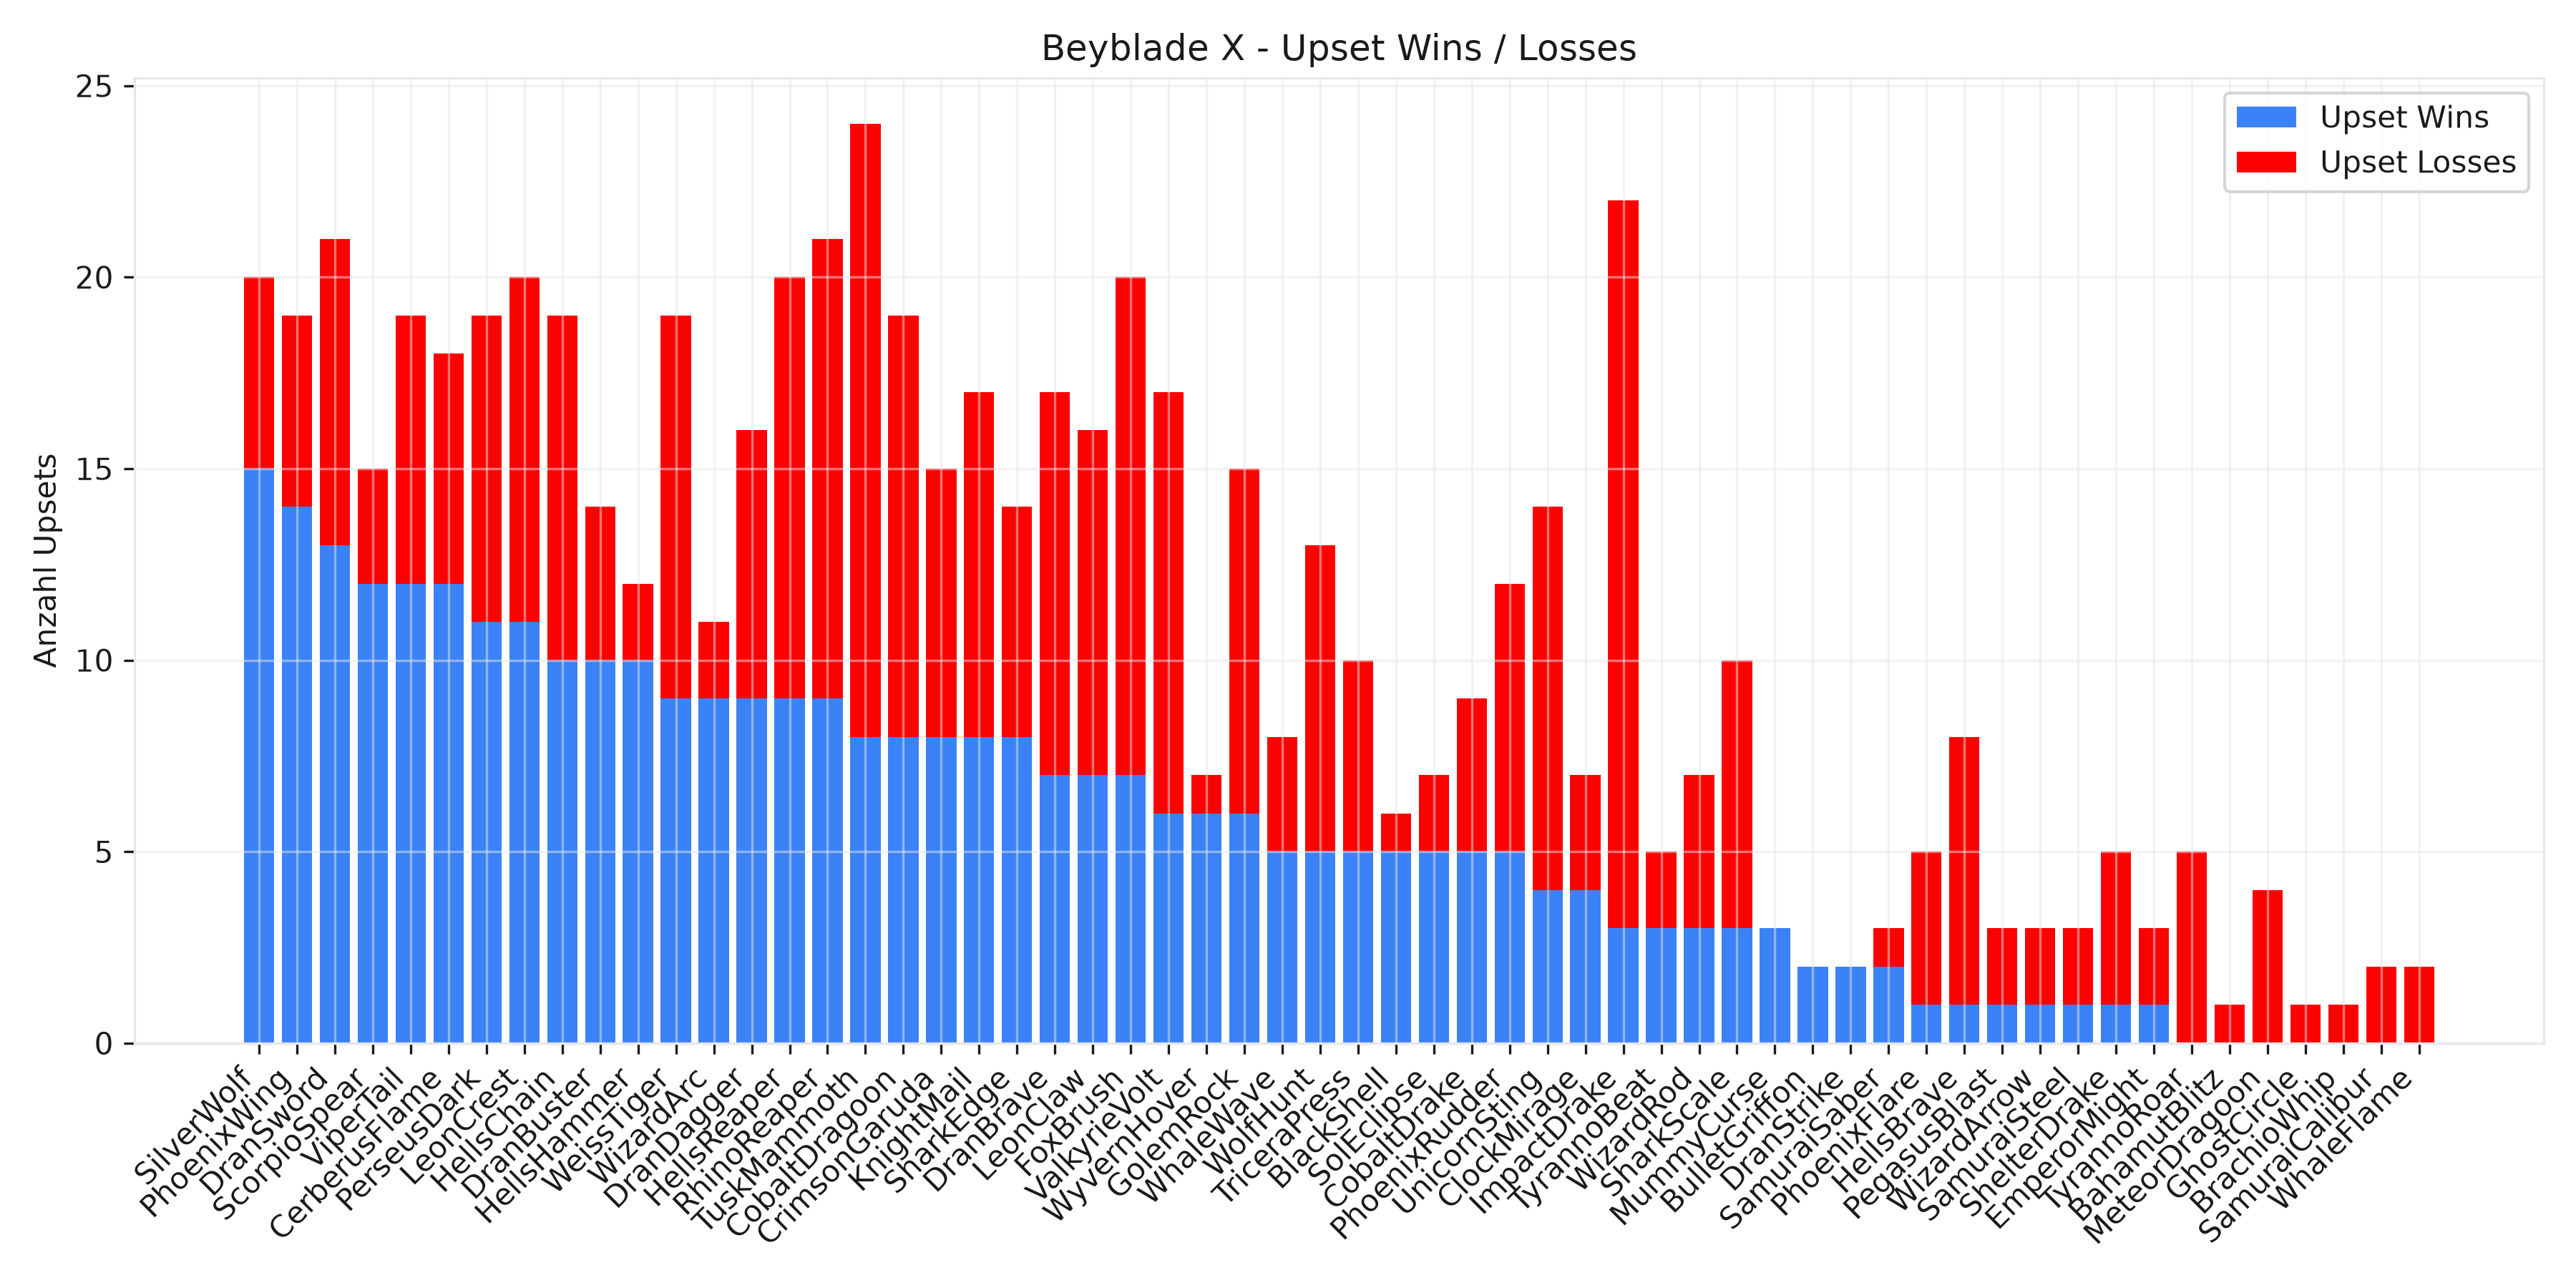 Beyblade X - Upset Wins / Losses
Upset Wins
Upset Losses
Anzahl Upsets
25
20
15
10
5
0
SilverWolf
PhoenixWing
DranSword
ScorpioSpear
ViperTail
CerberusFlame
PerseusDark
LeonCrest
HellsChain
DranBuster
HellsHammer
WeissTiger
WizardArc
DranDagger
HellsReaper
RhinoReaper
TuskMammoth
CobaltDragoon
CrimsonGaruda
KnightMail
SharkEdge
DranBrave
LeonClaw
FoxBrush
ValkyrieVolt
WyvernHover
GolemRock
WhaleWave
WolfHunt
TriceraPress
BlackShell
SolEclipse
CobaltDrake
PhoenixRudder
UnicornSting
ClockMirage
ImpactDrake
TyrannoBeat
WizardRod
SharkScale
MummyCurse
BulletGriffon
DranStrike
SamuraiSaber
PhoenixFlare
HellsBrave
PegasusBlast
WizardArrow
SamuraiSteel
ShelterDrake
EmperorMight
TyrannoRoar
BahamutBlitz
MeteorDragoon
GhostCircle
BrachioWhip
SamuraiCalibur
WhaleFlame